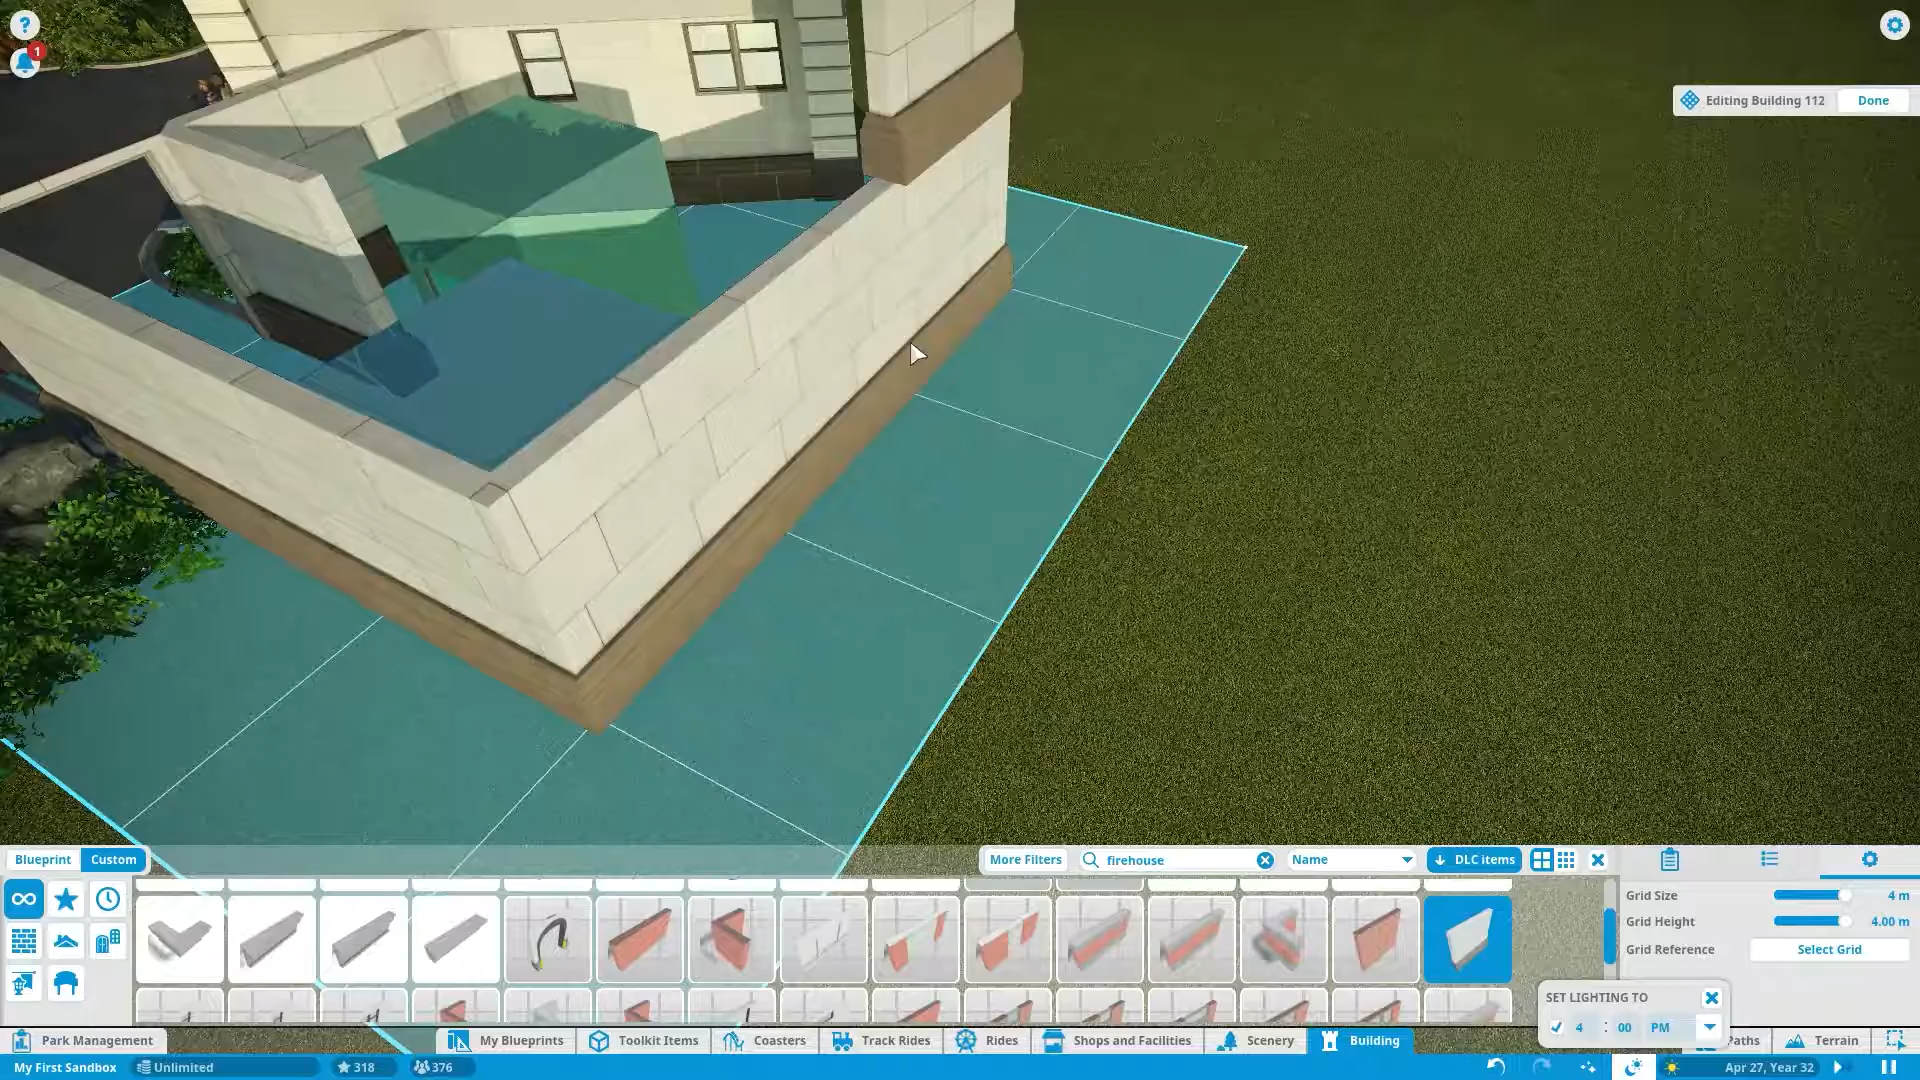 ?
1
Editing Building 112 Done
Blueprint Custom
More Filters firehouse Name DLC items
Grid Size 4 m
Grid Height 4.00 m
Grid Reference Select Grid
SET LIGHTING TO
4 : 00 PM
Park Management My Blueprints Toolkit Items Coasters Track Rides Rides Shops and Facilities Scenery Building Paths Terrain
My First Sandbox Unlimited 318 376 Apr 27, Year 32